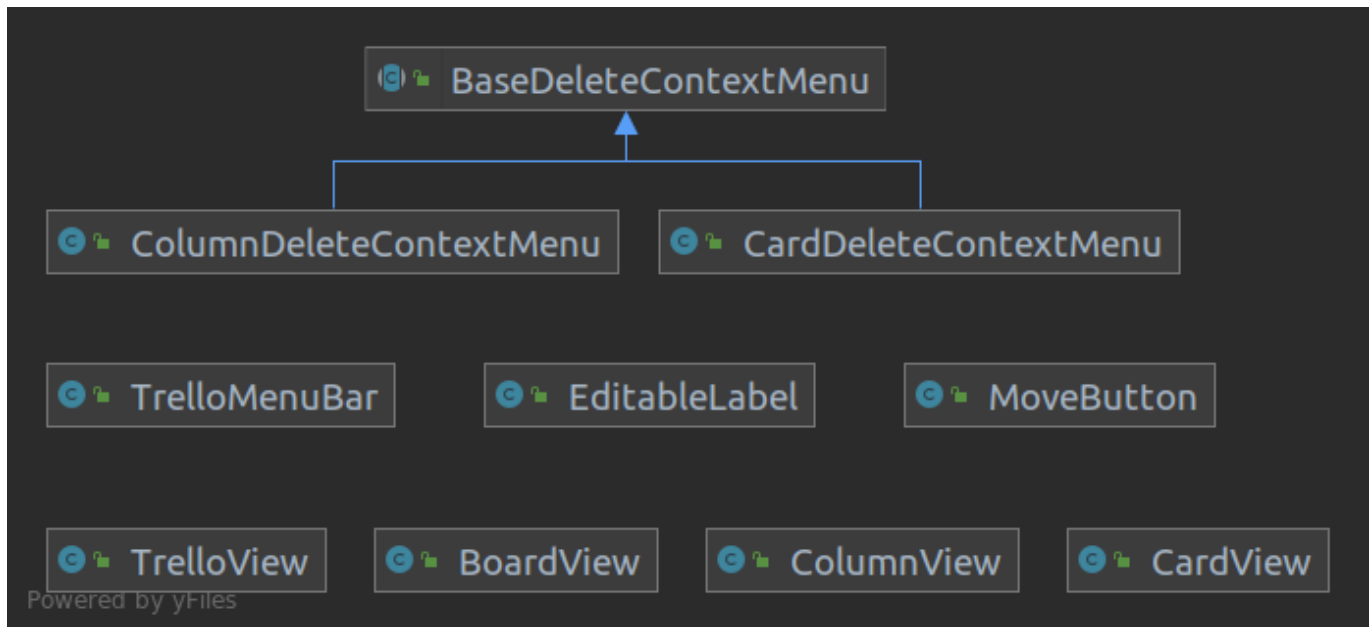 BaseDeleteContextMenu
ColumnDeleteContextMenu
CardDeleteContextMenu
TrelloMenuBar
EditableLabel
MoveButton
TrelloView
BoardView
ColumnView
CardView
Powered by yFiles